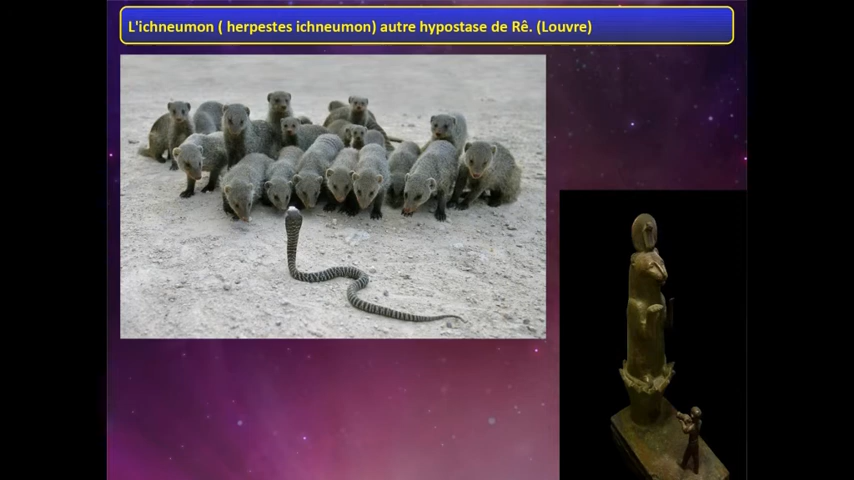 L'ichneumon ( herpestes ichneumon) autre hypostase de Rê. (Louvre)